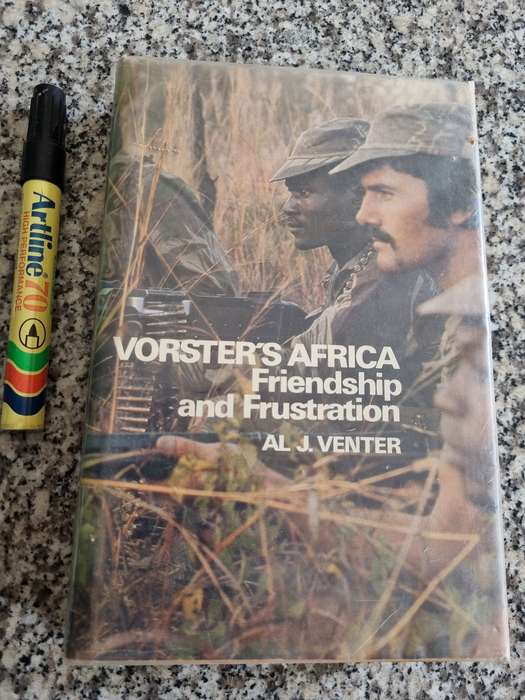 Artline 70
HIGH PERFORMANCE
VORSTER'S AFRICA
Friendship
and Frustration
AL J. VENTER